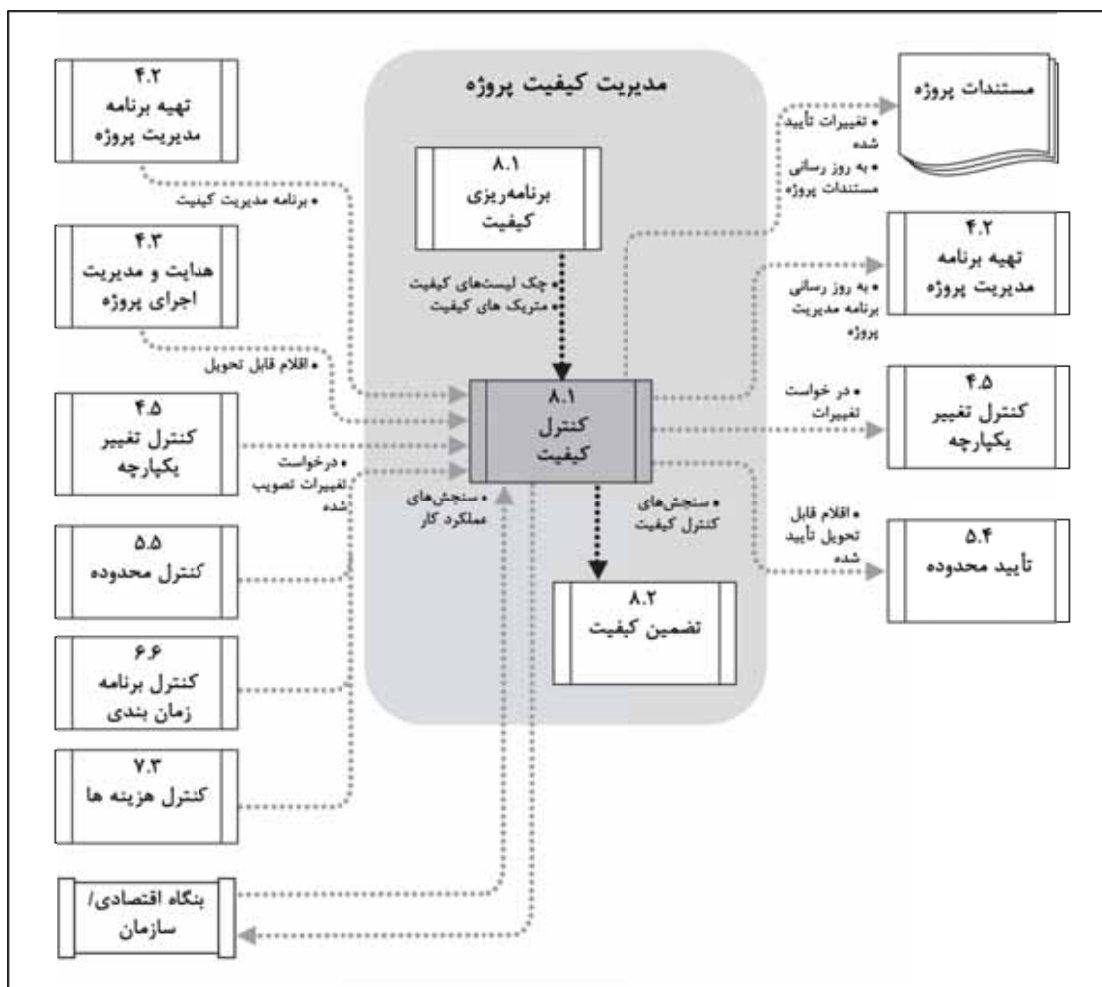 مدیریت کیفیت پروژه
۴.۲
تهیه برنامه
مدیریت پروژه
• برنامه مدیریت کیفیت
۴.۳
هدایت و مدیریت
اجرای پروژه
• اقلام قابل تحویل
۴.۵
کنترل تغییر
یکپارچه
• درخواست
تغییرات تصویب
شده
۵.۵
کنترل محدوده
۶.۶
کنترل برنامه
زمان بندی
۷.۳
کنترل هزینه ها
بنگاه اقتصادی/
سازمان
۸.۱
برنامه‌ریزی
کیفیت
• چک لیست‌های کیفیت
• متریک های کیفیت
۸.۱
کنترل
کیفیت
• سنجش‌های
عملکرد کار
• سنجش‌های
کنترل کیفیت
۸.۲
تضمین کیفیت
مستندات پروژه
• تغییرات تأیید
شده
• به روز رسانی
مستندات پروژه
۴.۲
تهیه برنامه
مدیریت پروژه
• به روز رسانی
برنامه مدیریت
پروژه
۴.۵
کنترل تغییر
یکپارچه
• در خواست
تغییرات
۵.۴
تأیید محدوده
• اقلام قابل
تحویل تأیید
شده